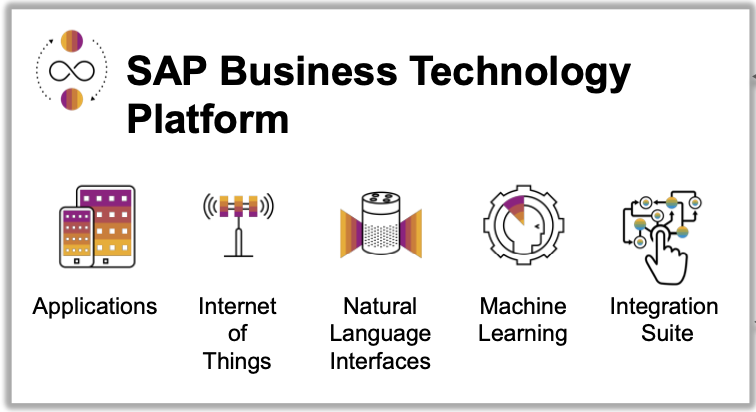 SAP Business Technology
Platform
Applications
Internet
of
Things
Natural
Language
Interfaces
Machine
Learning
Integration
Suite